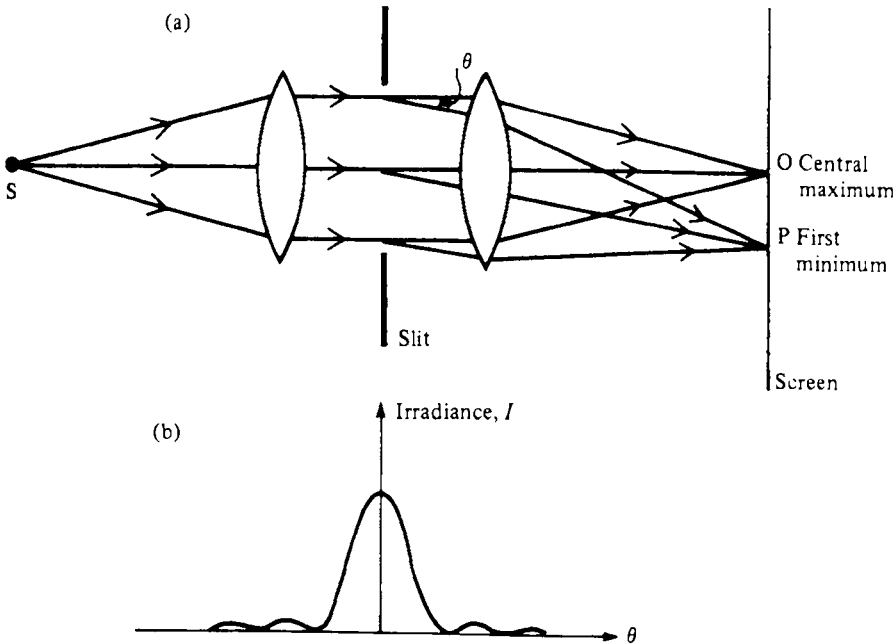 (a)
θ
S
O Central
maximum
P First
minimum
Slit
Screen
(b)
Irradiance, I
θ